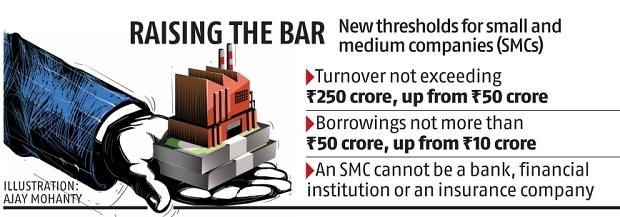 RAISING THE BAR
New thresholds for small and
medium companies (SMCs)
Turnover not exceeding
₹250 crore, up from ₹50 crore
Borrowings not more than
₹50 crore, up from ₹10 crore
An SMC cannot be a bank, financial
institution or an insurance company
ILLUSTRATION:
AJAY MOHANTY